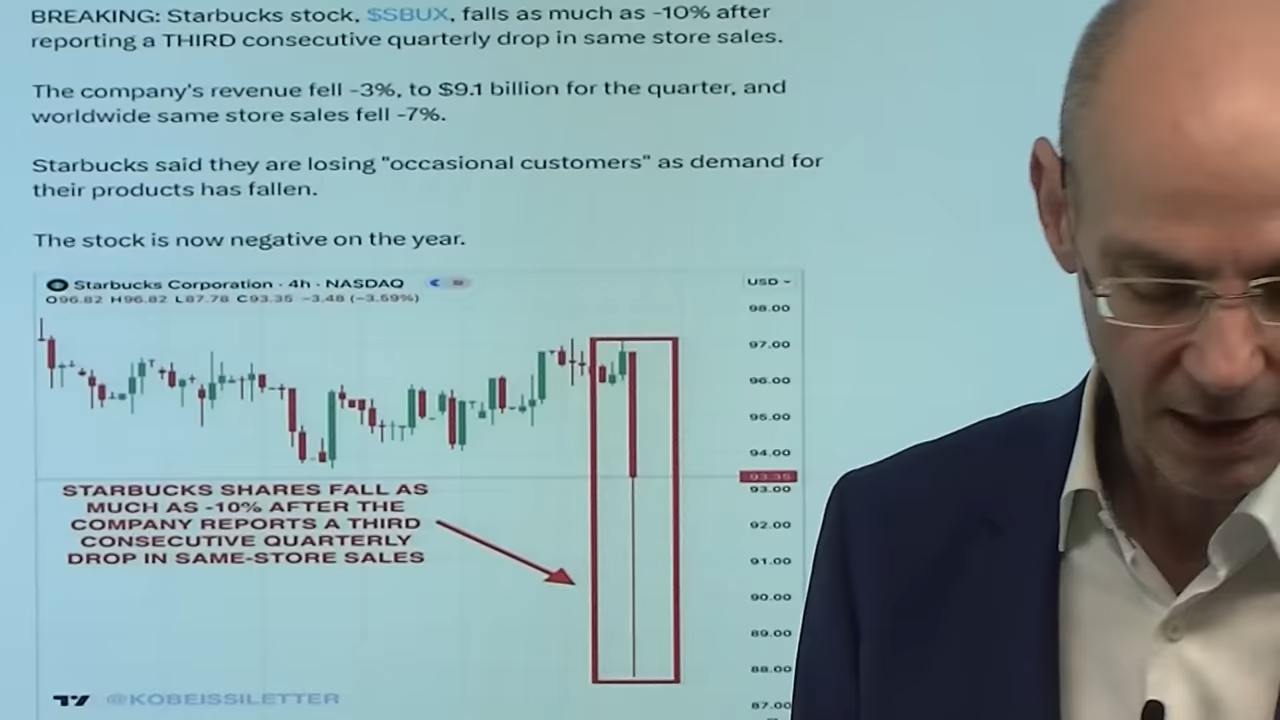 BREAKING: Starbucks stock, $SBUX, falls as much as -10% after
reporting a THIRD consecutive quarterly drop in same store sales.
The company's revenue fell -3%, to $9.1 billion for the quarter, and
worldwide same store sales fell -7%.
Starbucks said they are losing "occasional customers" as demand for
their products has fallen.
The stock is now negative on the year.
Starbucks Corporation · 4h · NASDAQ
USD
O96.82 H96.82 L87.78 C93.35 −3.48 (−3.59%)
98.00
97.00
96.00
95.00
94.00
93.35
93.00
STARBUCKS SHARES FALL AS
MUCH AS -10% AFTER THE
COMPANY REPORTS A THIRD
CONSECUTIVE QUARTERLY
DROP IN SAME-STORE SALES
92.00
91.00
90.00
89.00
88.00
87.00
@KOBEISSILETTER